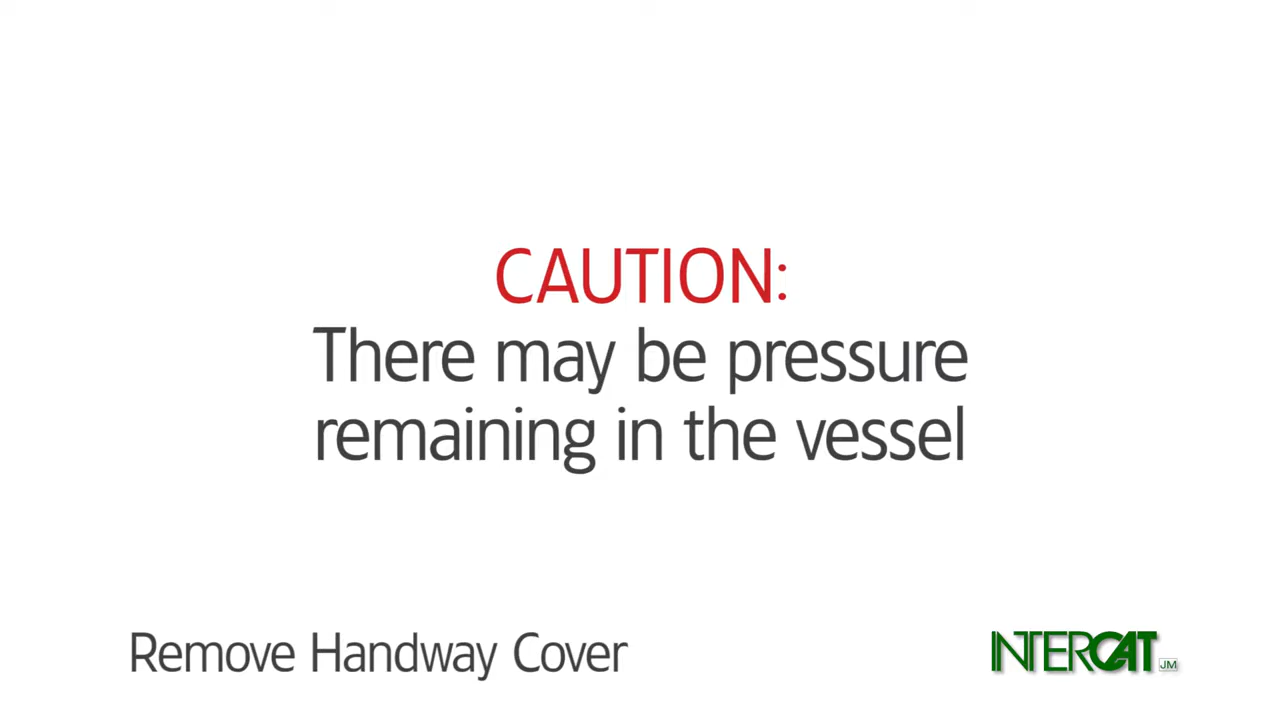 CAUTION:
There may be pressure
remaining in the vessel
Remove Handway Cover
INTERCAT
JM